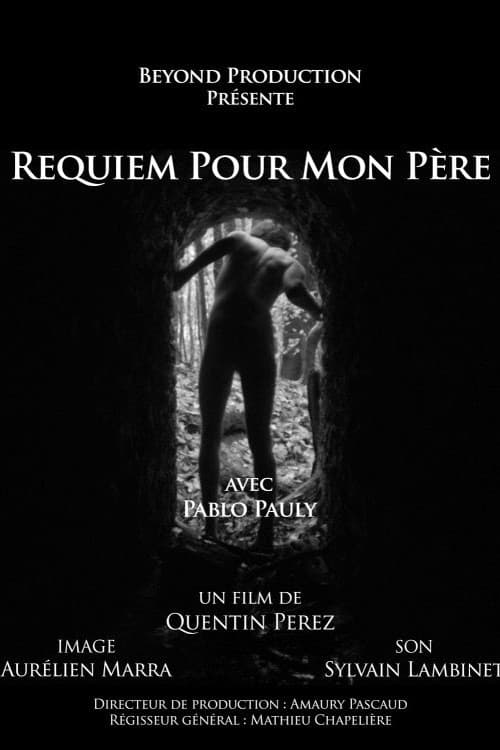 BEYOND PRODUCTION
PRÉSENTE
REQUIEM POUR MON PÈRE
AVEC
PABLO PAULY
UN FILM DE
QUENTIN PEREZ
IMAGE
AURÉLIEN MARRA
SON
SYLVAIN LAMBINET
DIRECTEUR DE PRODUCTION : AMAURY PASCAUD
RÉGISSEUR GÉNÉRAL : MATHIEU CHAPELIÈRE